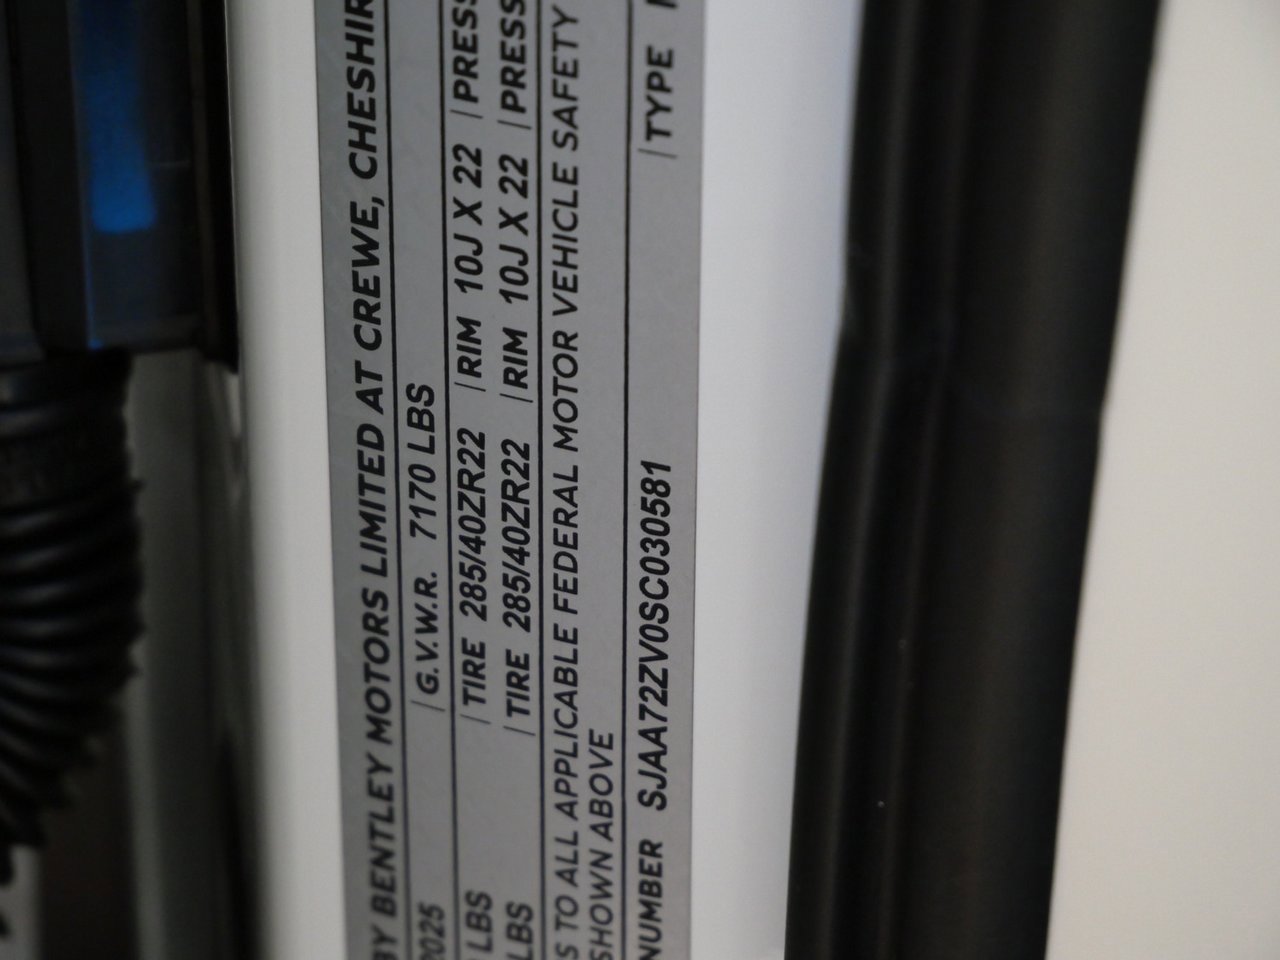 BY BENTLEY MOTORS LIMITED AT CREWE, CHESHIR
2025 G.V.W.R. 7170 LBS
LBS TIRE 285/40ZR22 RIM 10J X 22 PRESS
LBS TIRE 285/40ZR22 RIM 10J X 22 PRESS
S TO ALL APPLICABLE FEDERAL MOTOR VEHICLE SAFETY
SHOWN ABOVE
NUMBER SJAA72ZV0SC030581 TYPE